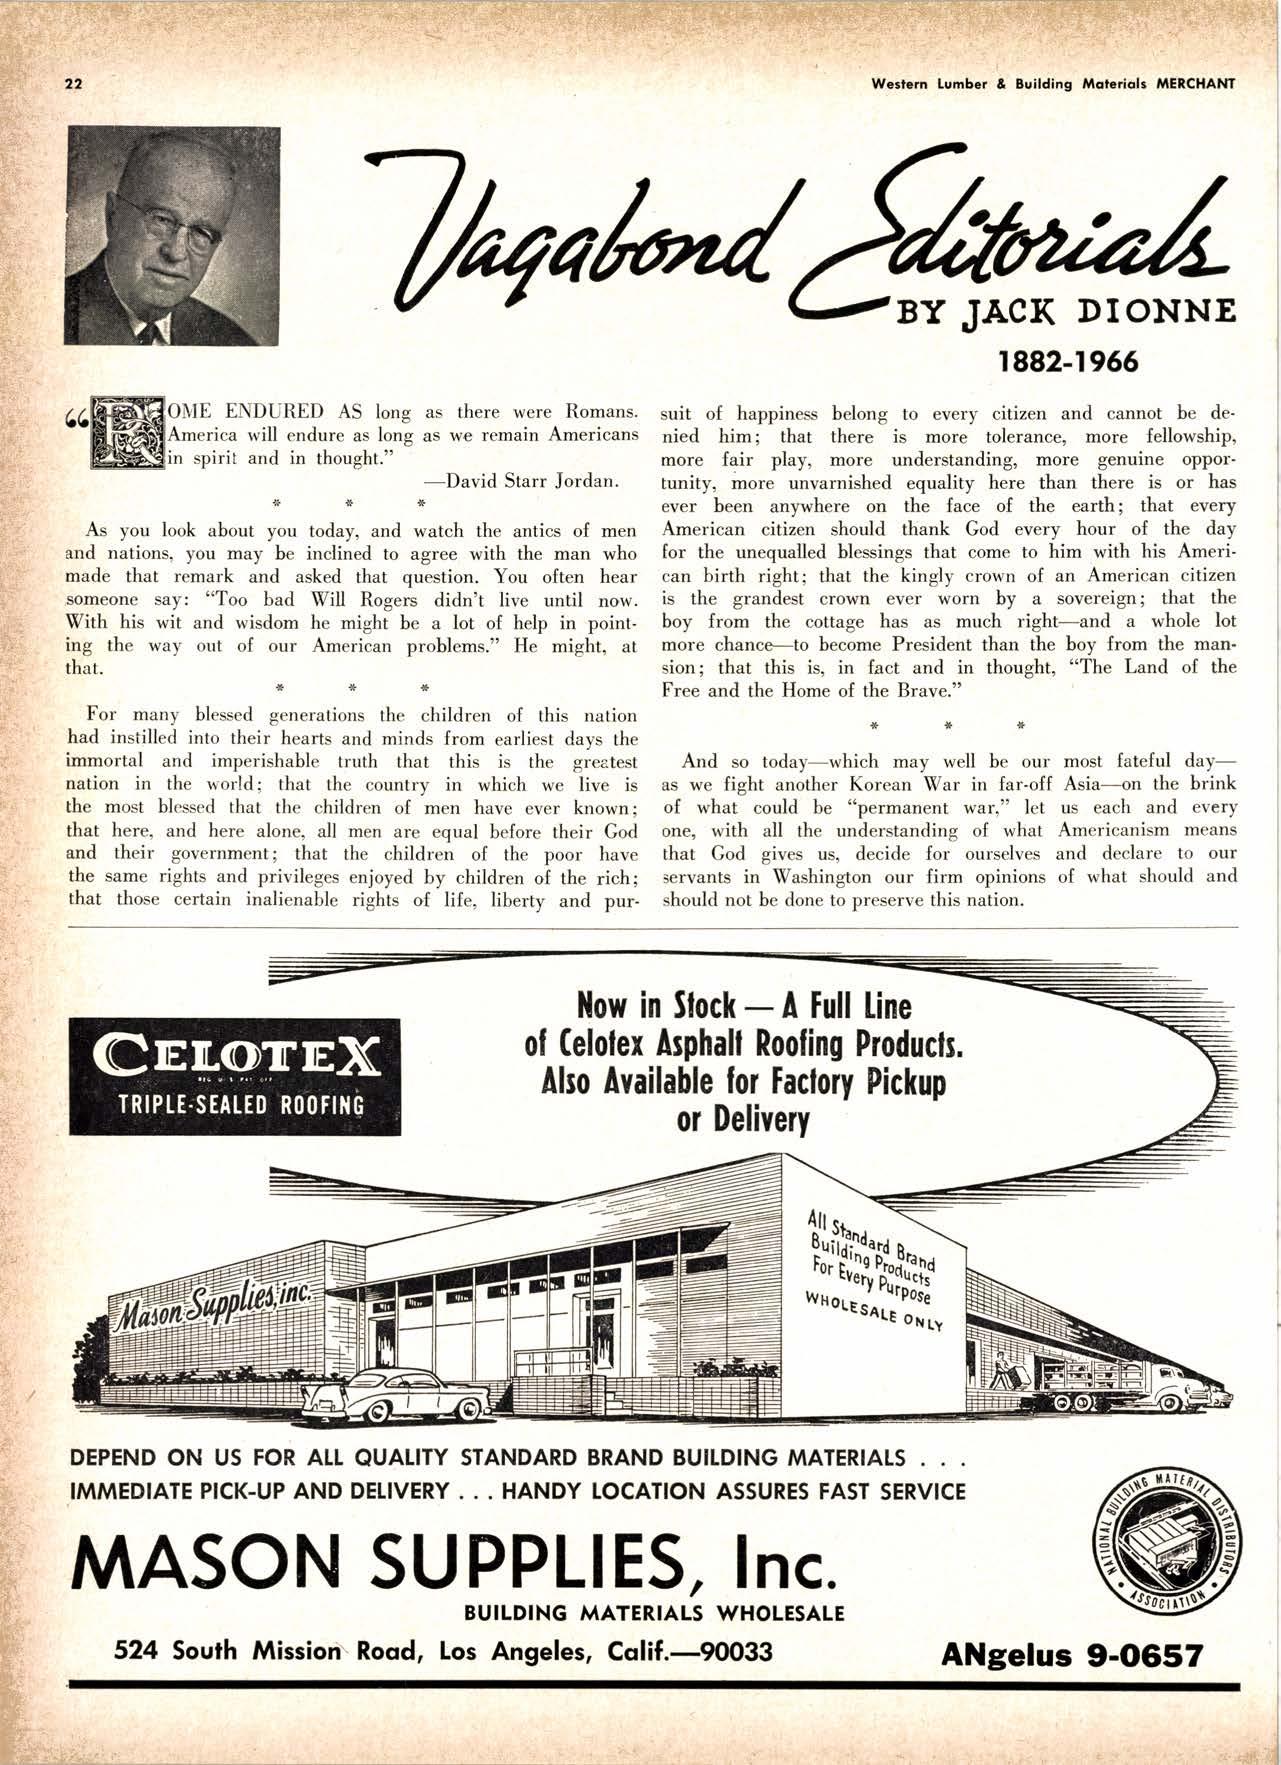 22
Western Lumber & Building Materials MERCHANT
Vagabond Editorials
BY JACK DIONNE
1882-1966
“ROME ENDURED AS long as there were Romans.
America will endure as long as we remain Americans
in spirit and in thought.”
—David Starr Jordan.
* * *
As you look about you today, and watch the antics of men
and nations, you may be inclined to agree with the man who
made that remark and asked that question. You often hear
someone say: “Too bad Will Rogers didn’t live until now.
With his wit and wisdom he might be a lot of help in point-
ing the way out of our American problems.” He might, at
that.
* * *
For many blessed generations the children of this nation
had instilled into their hearts and minds from earliest days the
immortal and imperishable truth that this is the greatest
nation in the world; that the country in which we live is
the most blessed that the children of men have ever known;
that here, and here alone, all men are equal before their God
and their government; that the children of the poor have
the same rights and privileges enjoyed by children of the rich;
that those certain inalienable rights of life, liberty and pur-
suit of happiness belong to every citizen and cannot be de-
nied him; that there is more tolerance, more fellowship,
more fair play, more understanding, more genuine oppor-
tunity, more unvarnished equality here than there is or has
ever been anywhere on the face of the earth; that every
American citizen should thank God every hour of the day
for the unequalled blessings that come to him with his Ameri-
can birth right; that the kingly crown of an American citizen
is the grandest crown ever worn by a sovereign; that the
boy from the cottage has as much right—and a whole lot
more chance—to become President than the boy from the man-
sion; that this is, in fact and in thought, “The Land of the
Free and the Home of the Brave.”
* * *
And so today—which may well be our most fateful day—
as we fight another Korean War in far-off Asia—on the brink
of what could be “permanent war,” let us each and every
one, with all the understanding of what Americanism means
that God gives us, decide for ourselves and declare to our
servants in Washington our firm opinions of what should and
should not be done to preserve this nation.
CELOTEX
REG U S PAT OFF
TRIPLE-SEALED ROOFING
Now in Stock — A Full Line
of Celotex Asphalt Roofing Products.
Also Available for Factory Pickup
or Delivery
Mason Supplies, inc.
All Standard Brand
Building Products
For Every Purpose
WHOLESALE ONLY
DEPEND ON US FOR ALL QUALITY STANDARD BRAND BUILDING MATERIALS . . .
IMMEDIATE PICK-UP AND DELIVERY . . . HANDY LOCATION ASSURES FAST SERVICE
MASON SUPPLIES, Inc.
BUILDING MATERIALS WHOLESALE
524 South Mission Road, Los Angeles, Calif.—90033
NATIONAL BUILDING MATERIAL DISTRIBUTORS
• ASSOCIATION •
ANgelus 9-0657